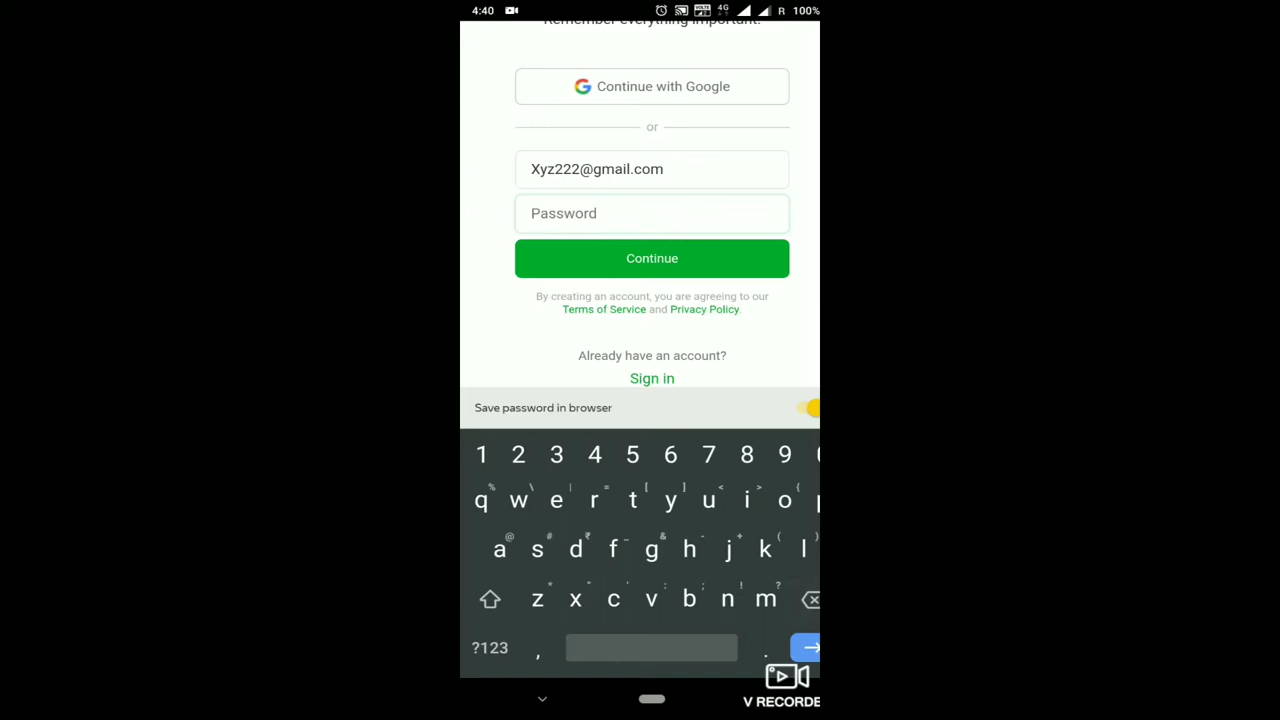 4:40 VoLTE 4G R 100%
Remember everything important.
Continue with Google
or
Xyz222@gmail.com
Password
Continue
By creating an account, you are agreeing to our
Terms of Service and Privacy Policy.
Already have an account?
Sign in
Save password in browser
1 2 3 4 5 6 7 8 9
% \ | = [ ] < > {
q w e r t y u i o p
@ # ₹ _ & - + ( )
a s d f g h j k l
* " ' : ; ! ?
z x c v b n m
?123 , .
V RECORDE